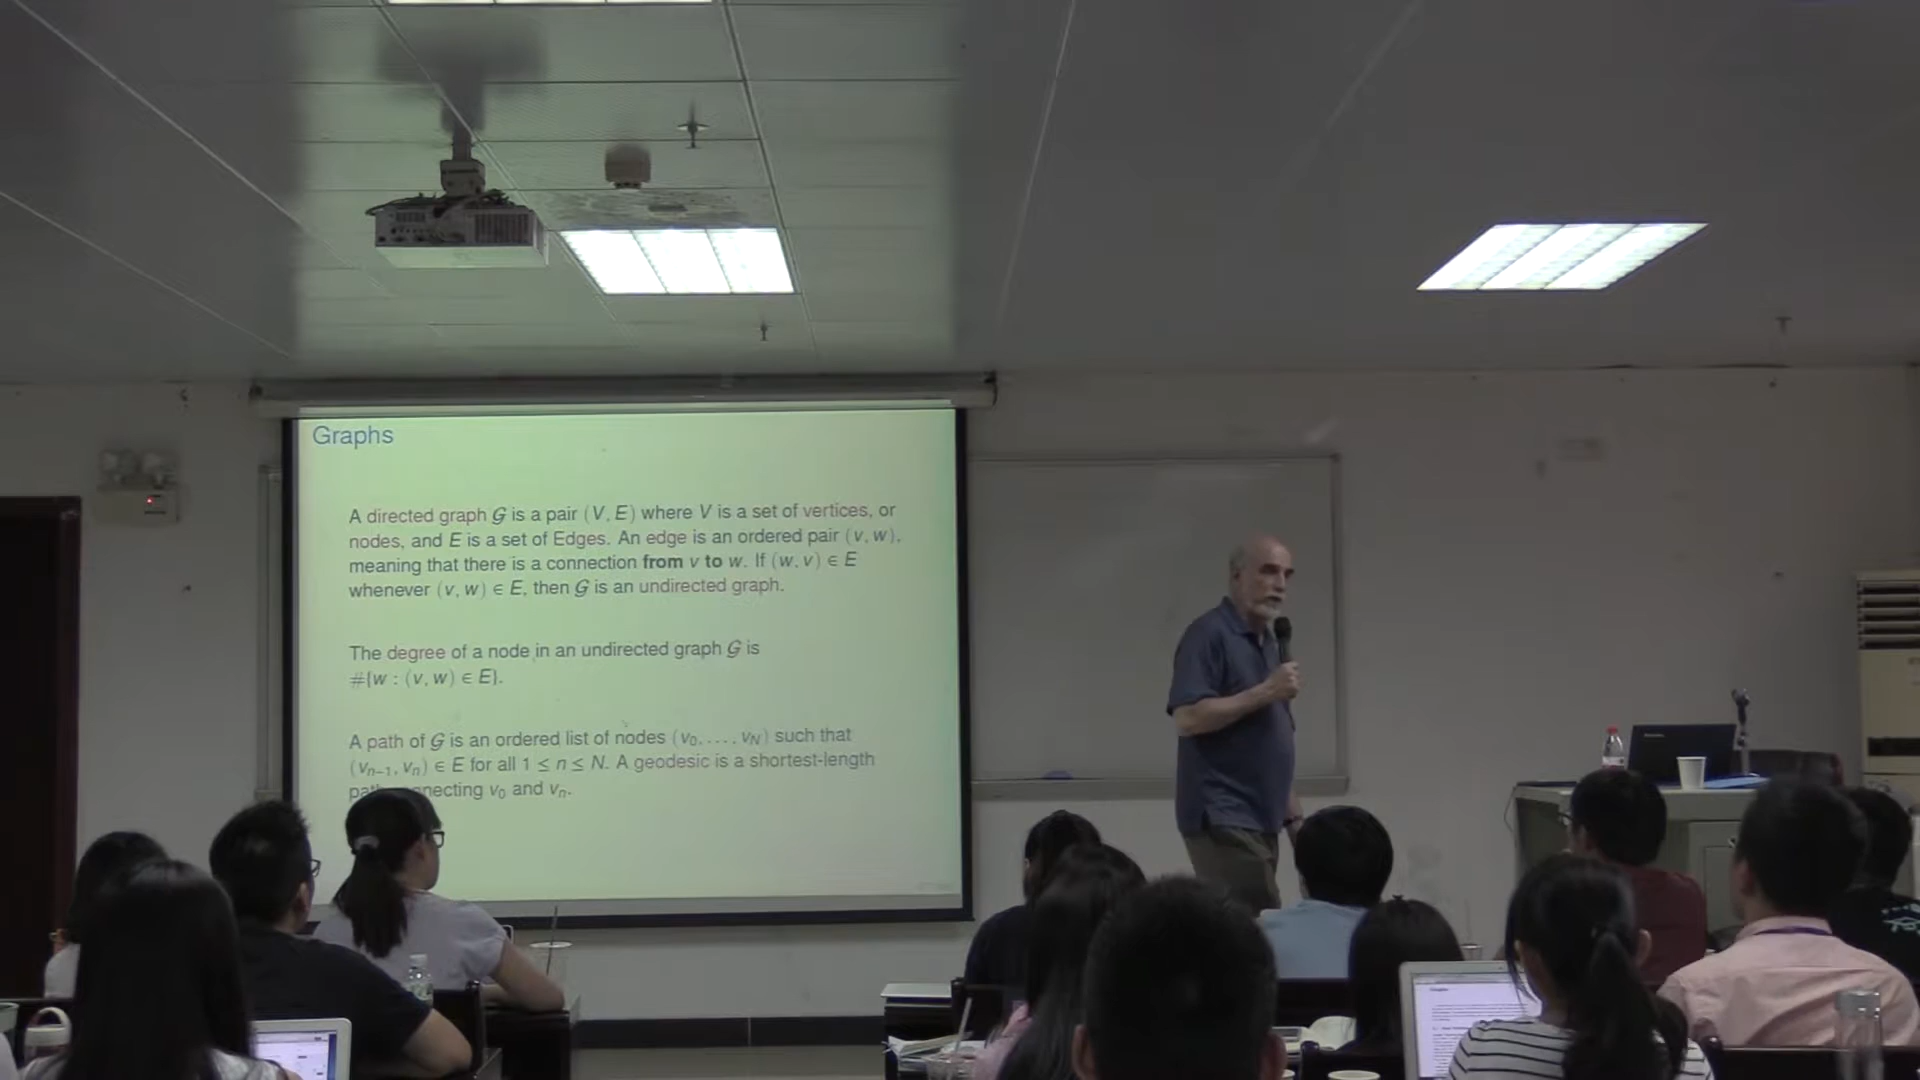 Graphs
A directed graph G is a pair (V, E) where V is a set of vertices, or
nodes, and E is a set of Edges. An edge is an ordered pair (v, w),
meaning that there is a connection from v to w. If (w, v) ∈ E
whenever (v, w) ∈ E, then G is an undirected graph.
The degree of a node in an undirected graph G is
#{w : (v, w) ∈ E}.
A path of G is an ordered list of nodes (v₀, . . . , v_N) such that
(vₙ₋₁, vₙ) ∈ E for all 1 ≤ n ≤ N. A geodesic is a shortest-length
v₀ and vₙ.